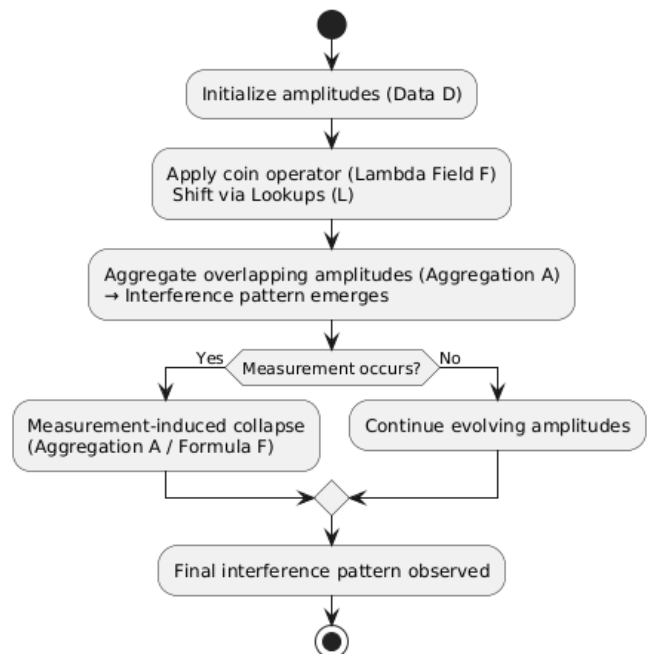 Initialize amplitudes (Data D)
Apply coin operator (Lambda Field F)
Shift via Lookups (L)
Aggregate overlapping amplitudes (Aggregation A)
→ Interference pattern emerges
Yes
Measurement occurs?
No
Measurement-induced collapse
(Aggregation A / Formula F)
Continue evolving amplitudes
Final interference pattern observed